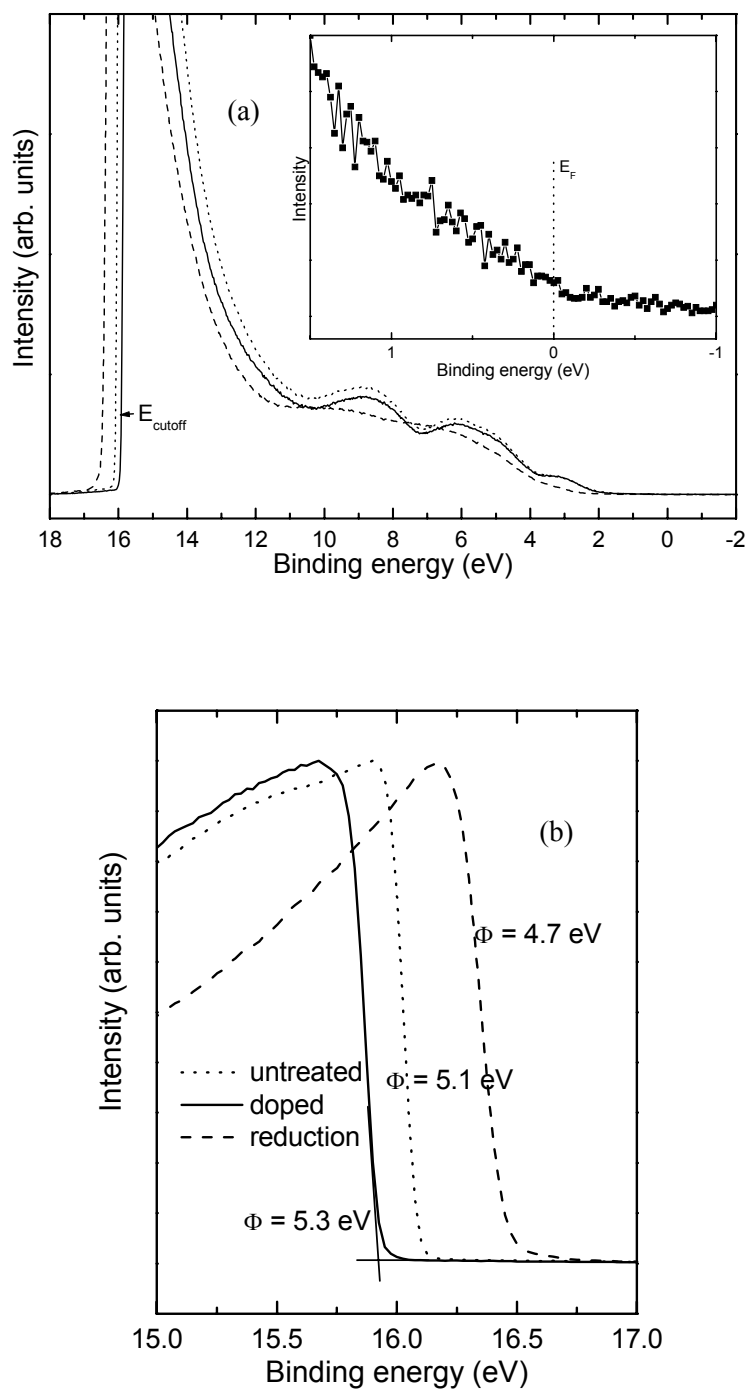 (a)
Intensity (arb. units)
E_cutoff
18 16 14 12 10 8 6 4 2 0 -2
Binding energy (eV)
Intensity
E_F
1 0 -1
Binding energy (eV)
(b)
Intensity (arb. units)
Φ = 4.7 eV
untreated
Φ = 5.1 eV
doped
reduction
Φ = 5.3 eV
15.0 15.5 16.0 16.5 17.0
Binding energy (eV)